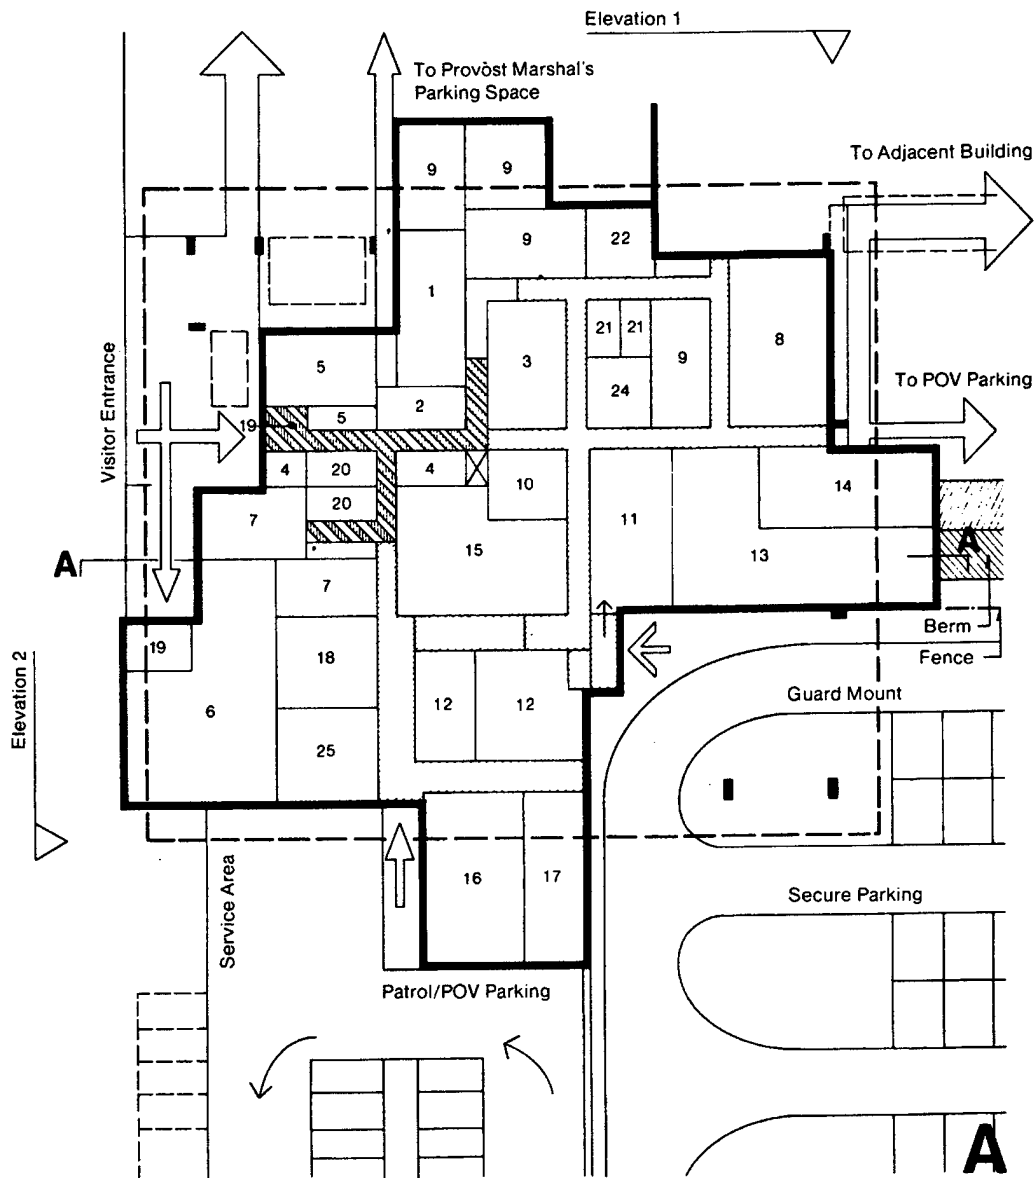 Elevation 1
To Provòst Marshal's
Parking Space
To Adjacent Building
9
9
9
22
1
21
21
8
3
9
5
24
To POV Parking
Visitor Entrance
2
5
19
4
20
4
10
14
20
7
11
15
13
A
A
7
Berm
19
18
Fence
Elevation 2
Guard Mount
6
12
12
25
16
17
Service Area
Secure Parking
Patrol/POV Parking
A